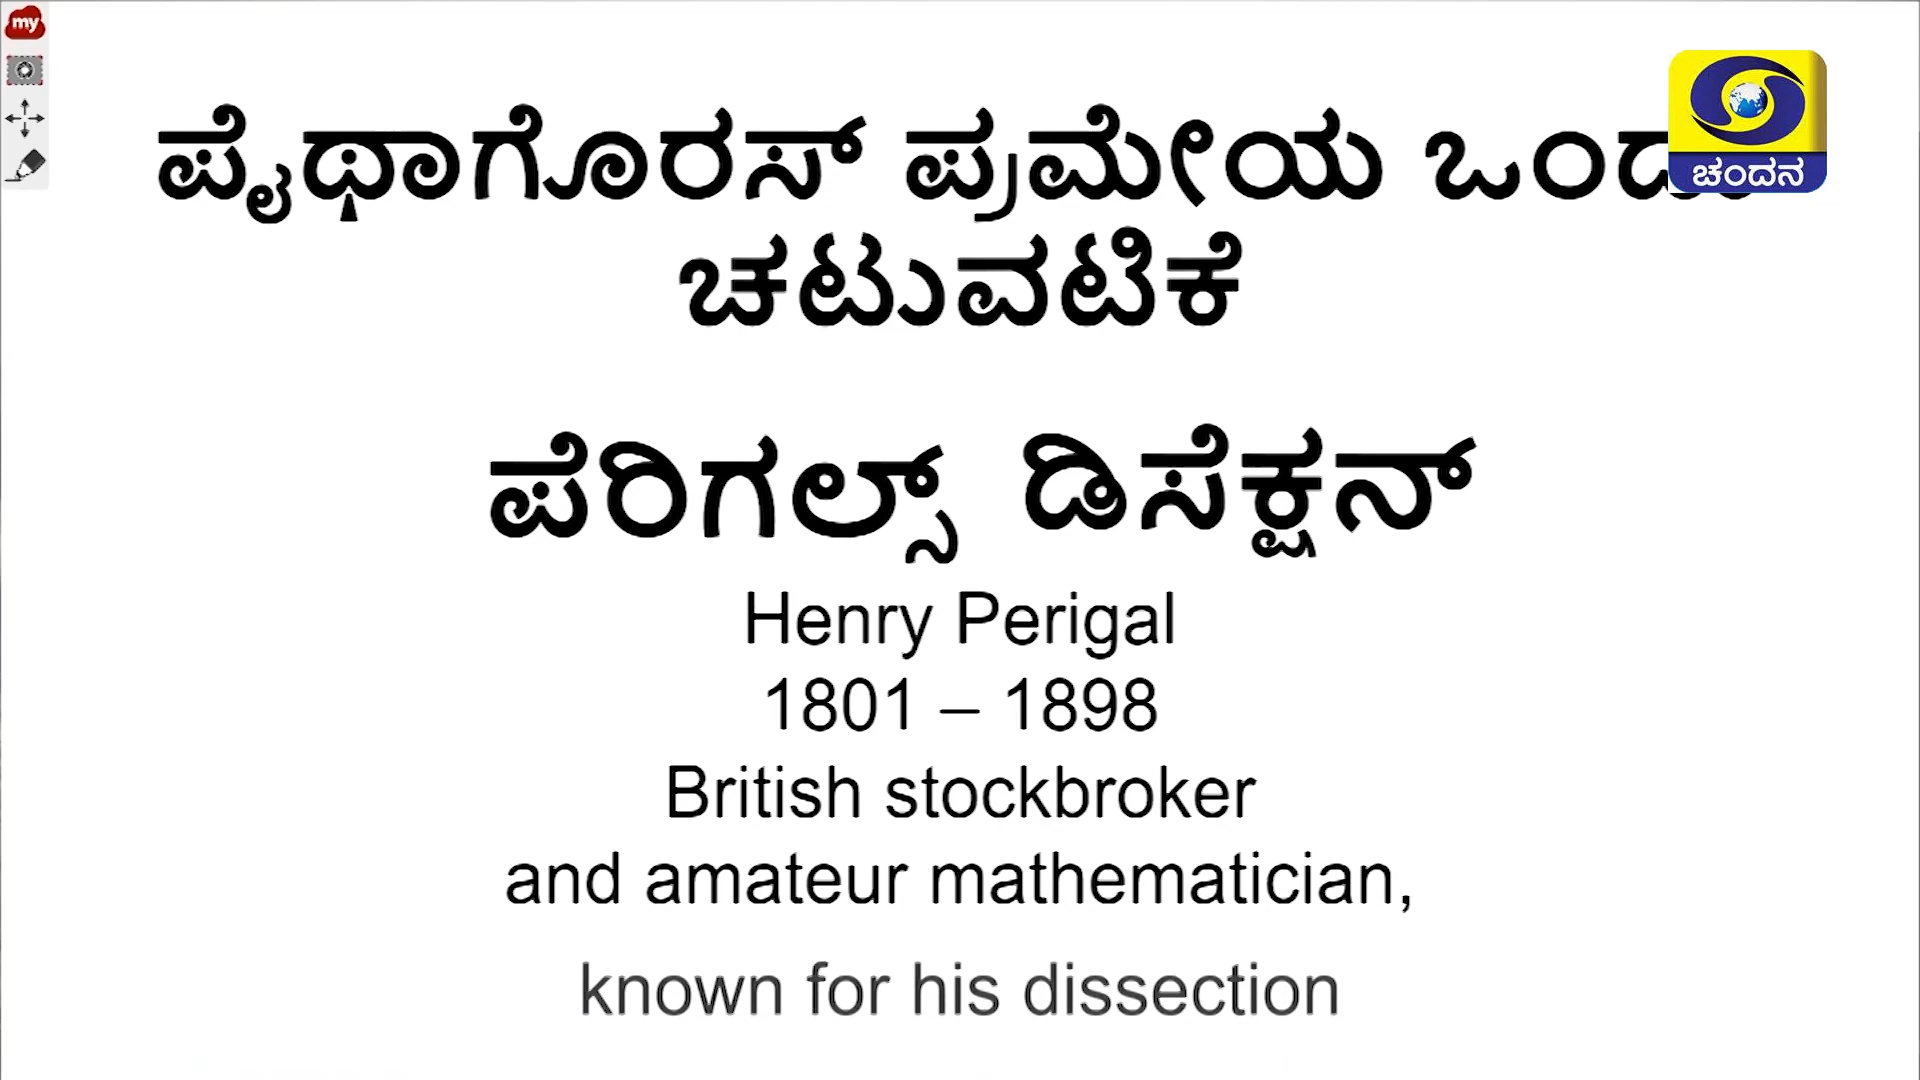 my
ಪೈಥಾಗೊರಸ್ ಪ್ರಮೇಯ
ಚಂದನ
ಚಟುವಟಿಕೆ
ಪೆರಿಗಲ್ಸ್ ಡಿಸೆಕ್ಷನ್
Henry Perigal
1801 – 1898
British stockbroker
and amateur mathematician,
known for his dissection